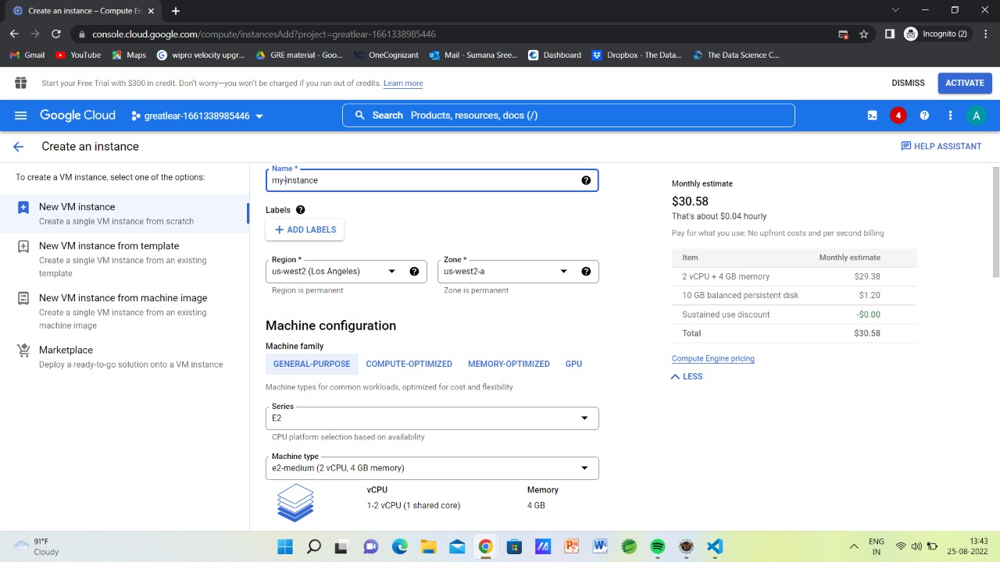 Create an instance – Compute En
console.cloud.google.com/compute/instancesAdd?project=greatlear-1661338985446
Incognito (2)
Gmail
YouTube
Maps
wipro velocity upgr...
GRE material - Goo...
OneCognizant
Mail - Sumana Sree...
Dashboard
Dropbox - The Data...
The Data Science C...
Start your Free Trial with $300 in credit. Don't worry—you won't be charged if you run out of credits. Learn more
DISMISS
ACTIVATE
Google Cloud
greatlear-1661338985446
Search Products, resources, docs (/)
4
A
Create an instance
HELP ASSISTANT
To create a VM instance, select one of the options:
New VM instance
Create a single VM instance from scratch
New VM instance from template
Create a single VM instance from an existing
template
New VM instance from machine image
Create a single VM instance from an existing
machine image
Marketplace
Deploy a ready-to-go solution onto a VM instance
Name *
my-instance
Labels
ADD LABELS
Region *
us-west2 (Los Angeles)
Region is permanent
Zone *
us-west2-a
Zone is permanent
Machine configuration
Machine family
GENERAL-PURPOSE
COMPUTE-OPTIMIZED
MEMORY-OPTIMIZED
GPU
Machine types for common workloads, optimized for cost and flexibility
Series
E2
CPU platform selection based on availability
Machine type
e2-medium (2 vCPU, 4 GB memory)
vCPU
1-2 vCPU (1 shared core)
Memory
4 GB
Monthly estimate
$30.58
That's about $0.04 hourly
Pay for what you use: No upfront costs and per second billing
Item Monthly estimate
2 vCPU + 4 GB memory $29.38
10 GB balanced persistent disk $1.20
Sustained use discount -$0.00
Total $30.58
Compute Engine pricing
LESS
91°F
Cloudy
ENG
IN
13:43
25-08-2022